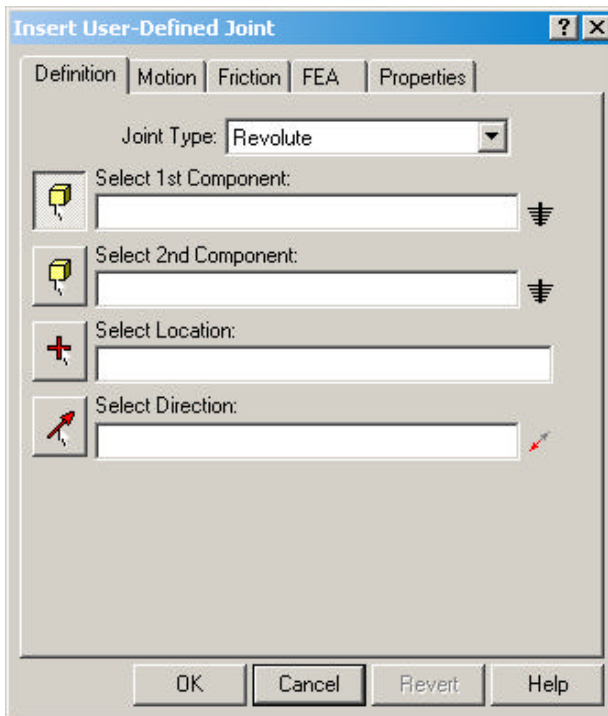 Insert User-Defined Joint
Definition Motion Friction FEA Properties
Joint Type: Revolute
Select 1st Component:
Select 2nd Component:
Select Location:
Select Direction:
OK Cancel Revert Help